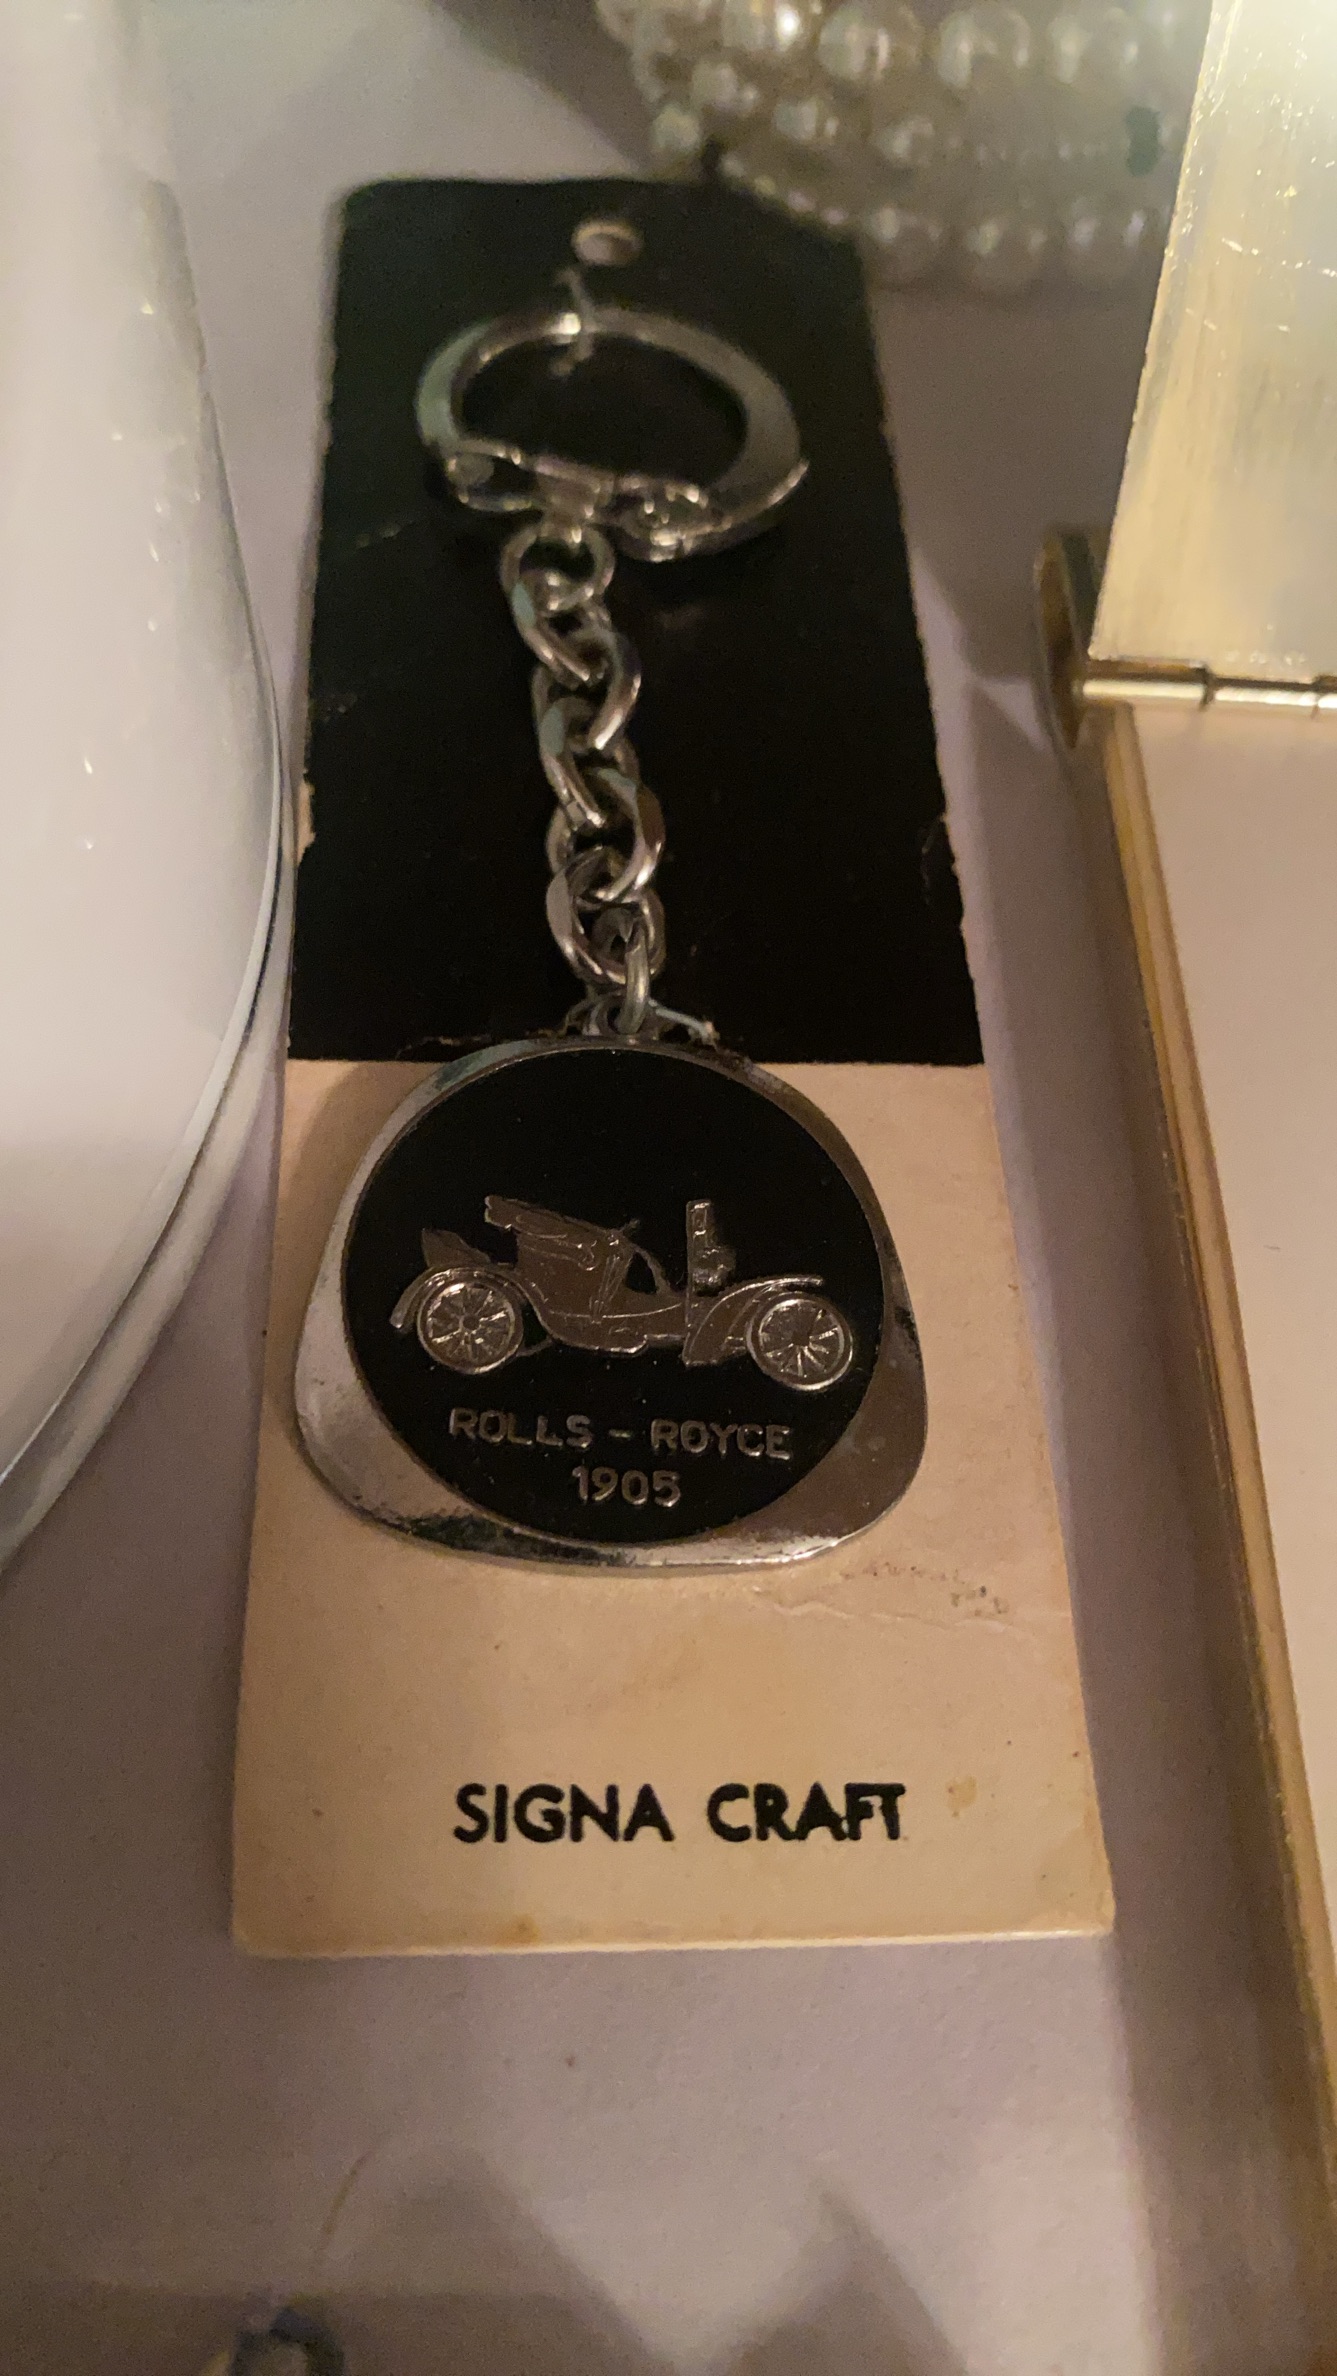 ROLLS - ROYCE
1905
SIGNA CRAFT